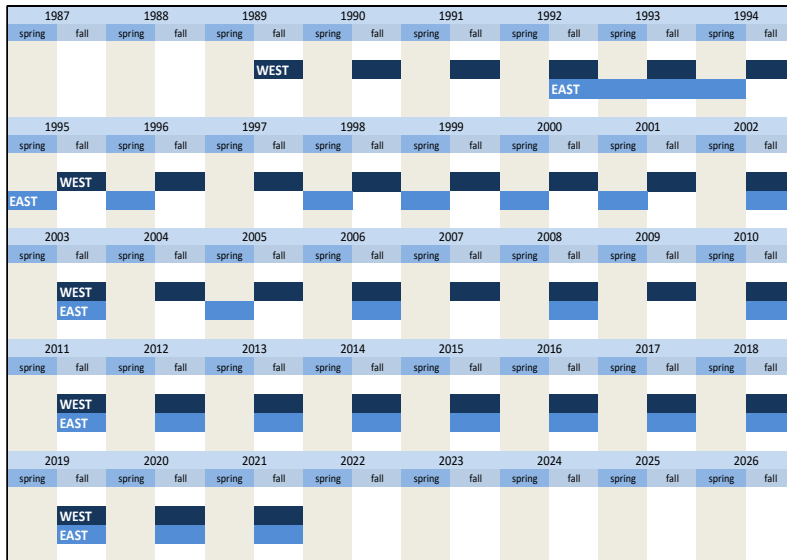 1987 1988 1989 1990 1991 1992 1993 1994
spring fall spring fall spring fall spring fall spring fall spring fall spring fall spring fall
WEST
EAST
1995 1996 1997 1998 1999 2000 2001 2002
spring fall spring fall spring fall spring fall spring fall spring fall spring fall spring fall
WEST
EAST
2003 2004 2005 2006 2007 2008 2009 2010
spring fall spring fall spring fall spring fall spring fall spring fall spring fall spring fall
WEST
EAST
2011 2012 2013 2014 2015 2016 2017 2018
spring fall spring fall spring fall spring fall spring fall spring fall spring fall spring fall
WEST
EAST
2019 2020 2021 2022 2023 2024 2025 2026
spring fall spring fall spring fall spring fall spring fall spring fall spring fall spring fall
WEST
EAST